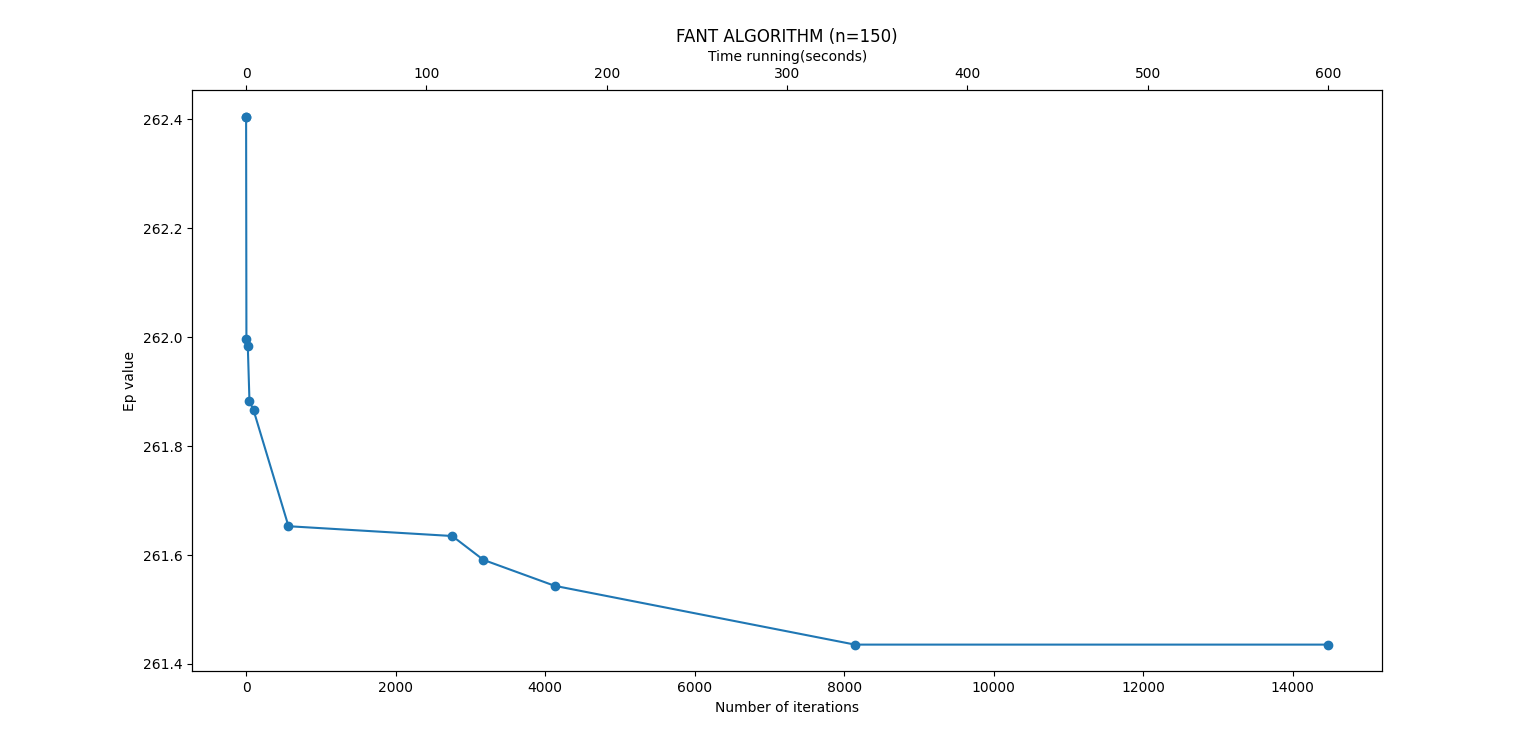 FANT ALGORITHM (n=150)
Time running(seconds)
0 100 200 300 400 500 600
262.4
262.2
262.0
261.8
261.6
261.4
Ep value
0 2000 4000 6000 8000 10000 12000 14000
Number of iterations